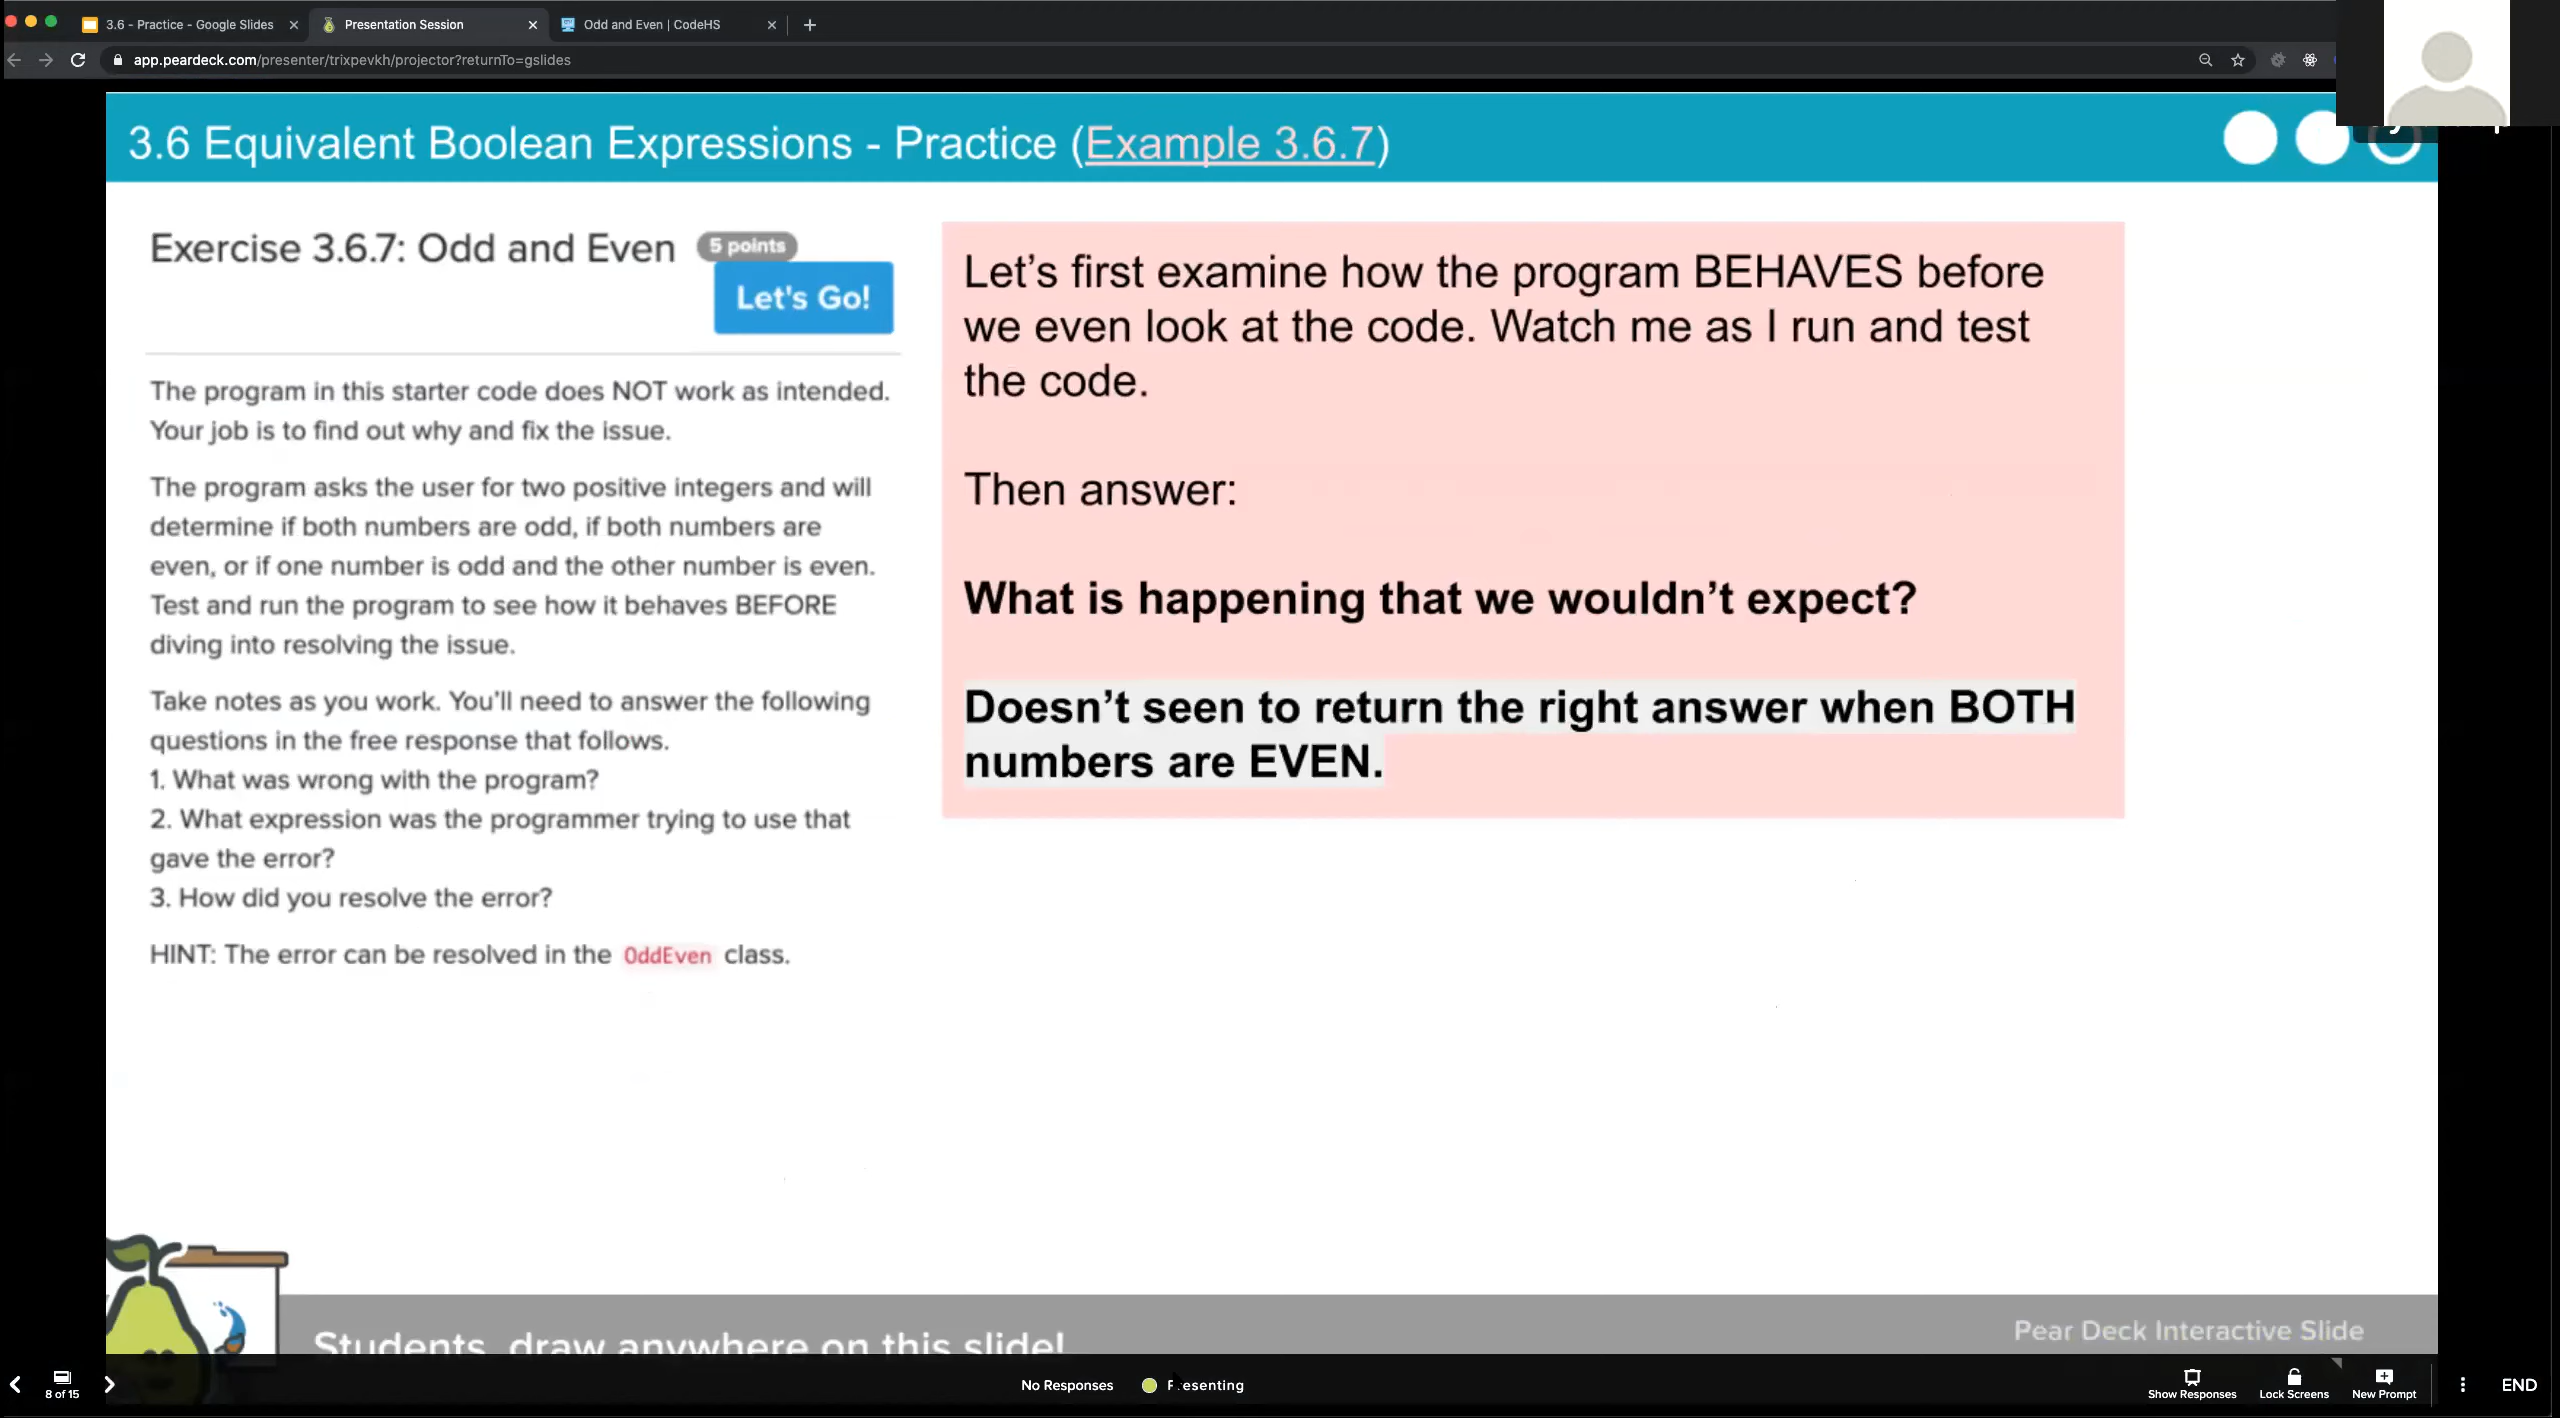 3.6 - Practice - Google Slides
Presentation Session
Odd and Even | CodeHS
app.peardeck.com/presenter/trixpevkh/projector?returnTo=gslides
3.6 Equivalent Boolean Expressions - Practice (Example 3.6.7)
Exercise 3.6.7: Odd and Even
5 points
Let's Go!
The program in this starter code does NOT work as intended.
Your job is to find out why and fix the issue.
The program asks the user for two positive integers and will
determine if both numbers are odd, if both numbers are
even, or if one number is odd and the other number is even.
Test and run the program to see how it behaves BEFORE
diving into resolving the issue.
Take notes as you work. You'll need to answer the following
questions in the free response that follows.
1. What was wrong with the program?
2. What expression was the programmer trying to use that
gave the error?
3. How did you resolve the error?
HINT: The error can be resolved in the OddEven class.
Let's first examine how the program BEHAVES before
we even look at the code. Watch me as I run and test
the code.
Then answer:
What is happening that we wouldn't expect?
Doesn't seen to return the right answer when BOTH
numbers are EVEN.
Students, draw anywhere on this slide!
Pear Deck Interactive Slide
8 of 15
No Responses
Presenting
Show Responses
Lock Screens
New Prompt
END